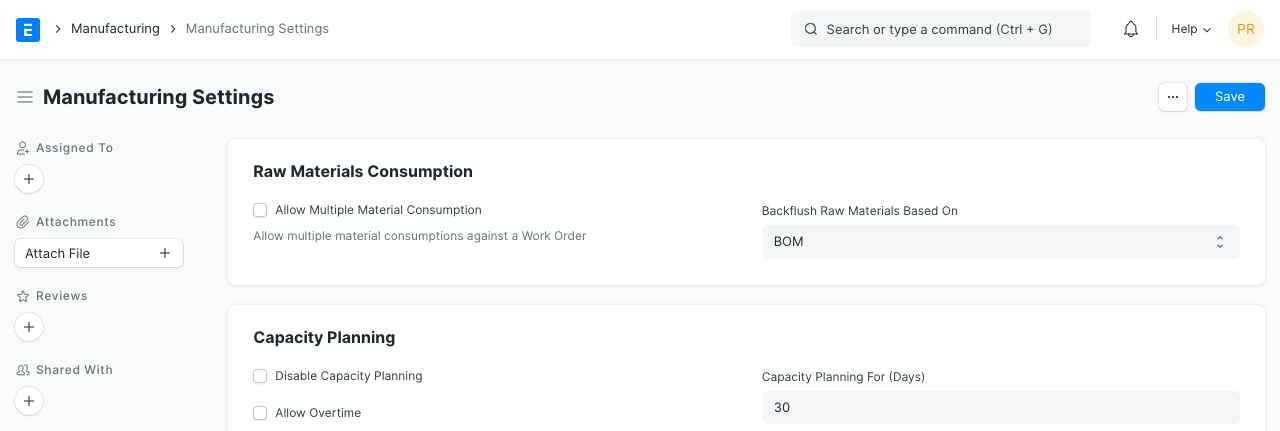 E Manufacturing Manufacturing Settings Search or type a command (Ctrl + G) Help PR
Manufacturing Settings ... Save
Assigned To
Attachments
Attach File
Reviews
Shared With
Raw Materials Consumption
Allow Multiple Material Consumption
Allow multiple material consumptions against a Work Order
Backflush Raw Materials Based On
BOM
Capacity Planning
Disable Capacity Planning
Allow Overtime
Capacity Planning For (Days)
30